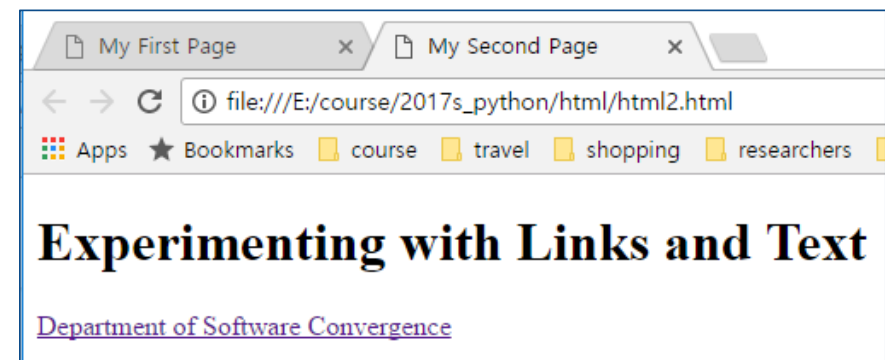 My First Page My Second Page
file:///E:/course/2017s_python/html/html2.html
Apps Bookmarks course travel shopping researchers
Experimenting with Links and Text
Department of Software Convergence